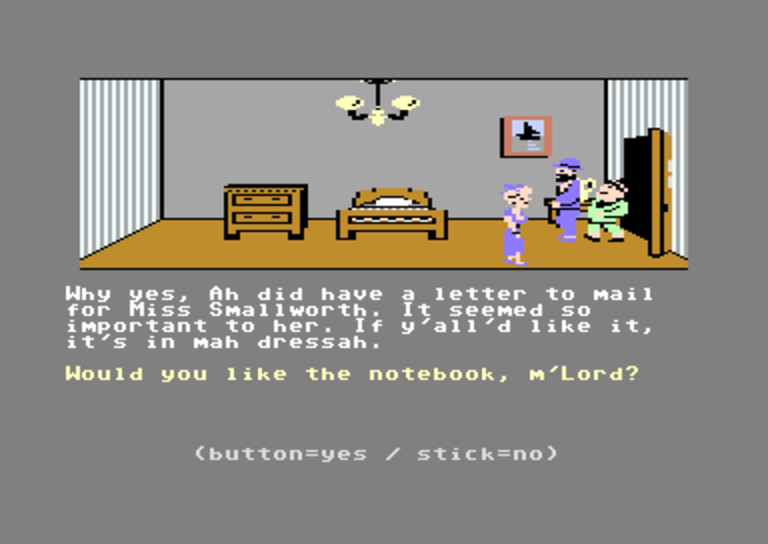 Why yes, Ah did have a letter to mail
for Miss Smallworth. It seemed so
important to her. If y'all'd like it,
it's in mah dressah.
Would you like the notebook, m'Lord?
(button=yes / stick=no)